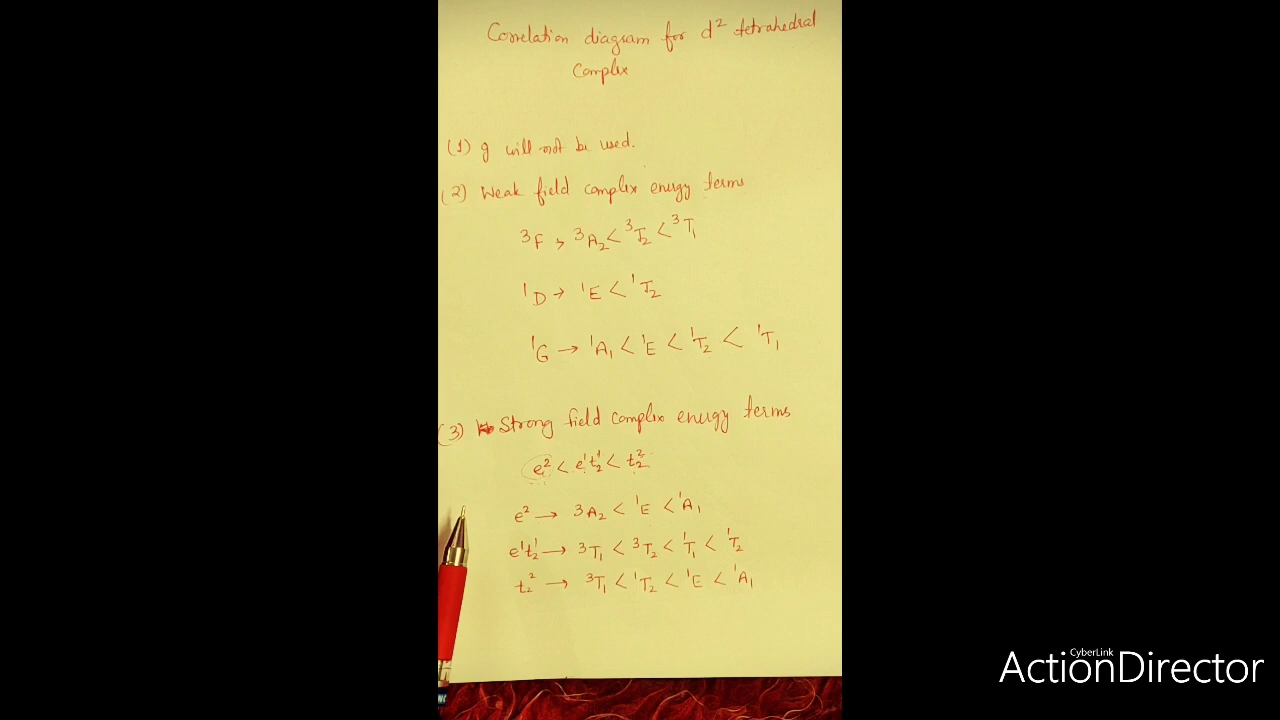 Correlation diagram for d² tetrahedral
Complex
(1) g will not be used.
(2) Weak field complex energy terms
³F → ³A₂ < ³T₂ < ³T₁
¹D → ¹E < ¹T₂
¹G → ¹A₁ < ¹E < ¹T₂ < ¹T₁
(3) Strong field complex energy terms
e² < e¹t₂¹ < t₂²
e² → ³A₂ < ¹E < ¹A₁
e¹t₂¹ → ³T₁ < ³T₂ < ¹T₁ < ¹T₂
t₂² → ³T₁ < ¹T₂ < ¹E < ¹A₁
CyberLink
ActionDirector